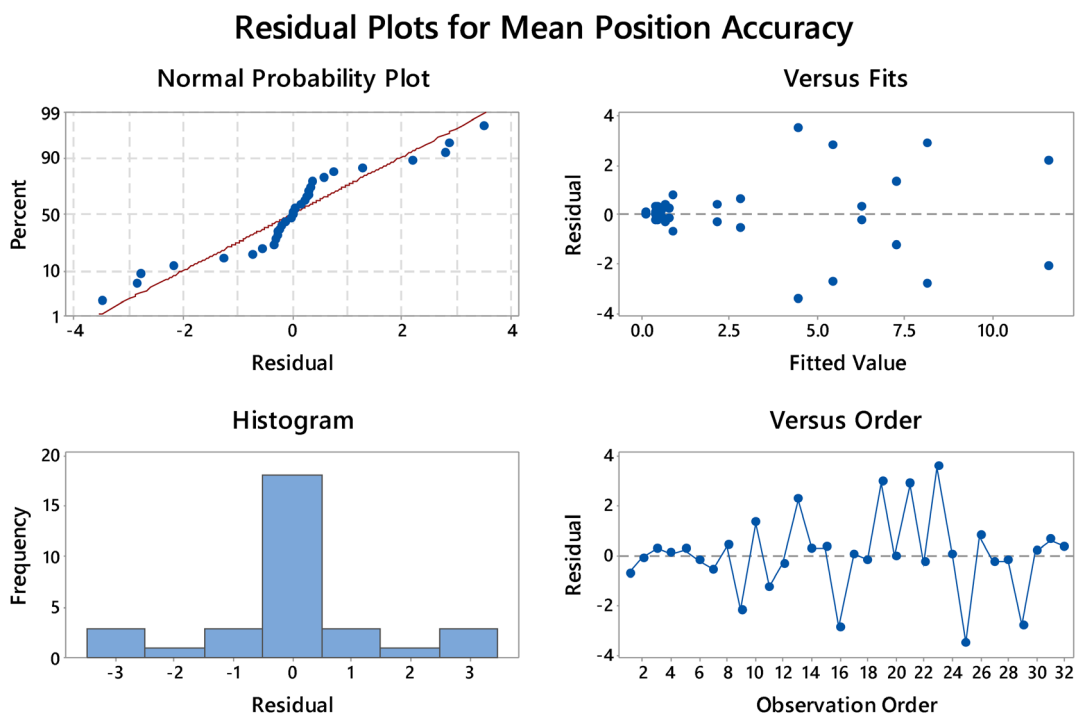 Residual Plots for Mean Position Accuracy
Normal Probability Plot
Percent
99
90
50
10
1
-4 -2 0 2 4
Residual
Versus Fits
Residual
4
2
0
-2
-4
0.0 2.5 5.0 7.5 10.0
Fitted Value
Histogram
Frequency
20
15
10
5
0
-3 -2 -1 0 1 2 3
Residual
Versus Order
Residual
4
2
0
-2
-4
2 4 6 8 10 12 14 16 18 20 22 24 26 28 30 32
Observation Order